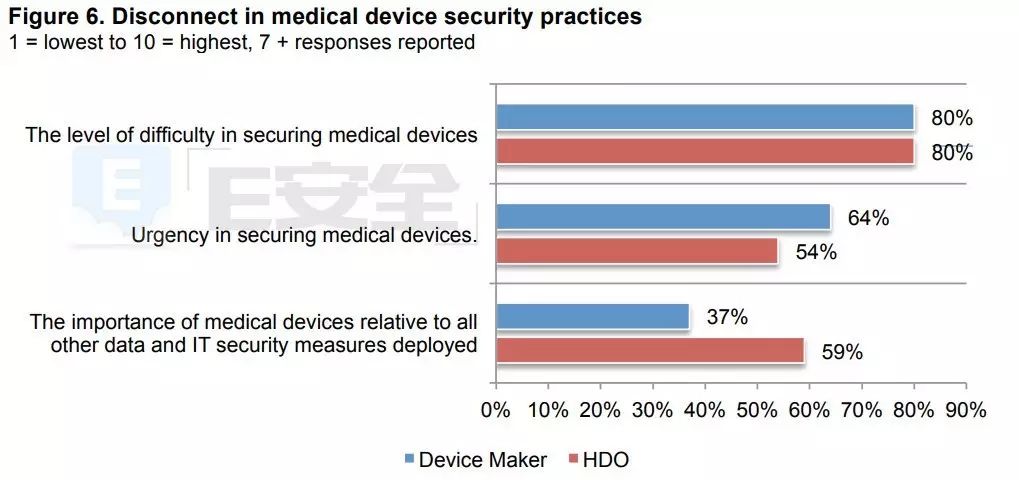 Figure 6. Disconnect in medical device security practices
1 = lowest to 10 = highest, 7 + responses reported
The level of difficulty in securing medical devices
80%
80%
E
E安全
Urgency in securing medical devices.
64%
54%
The importance of medical devices relative to all
other data and IT security measures deployed
37%
59%
0% 10% 20% 30% 40% 50% 60% 70% 80% 90%
Device Maker HDO